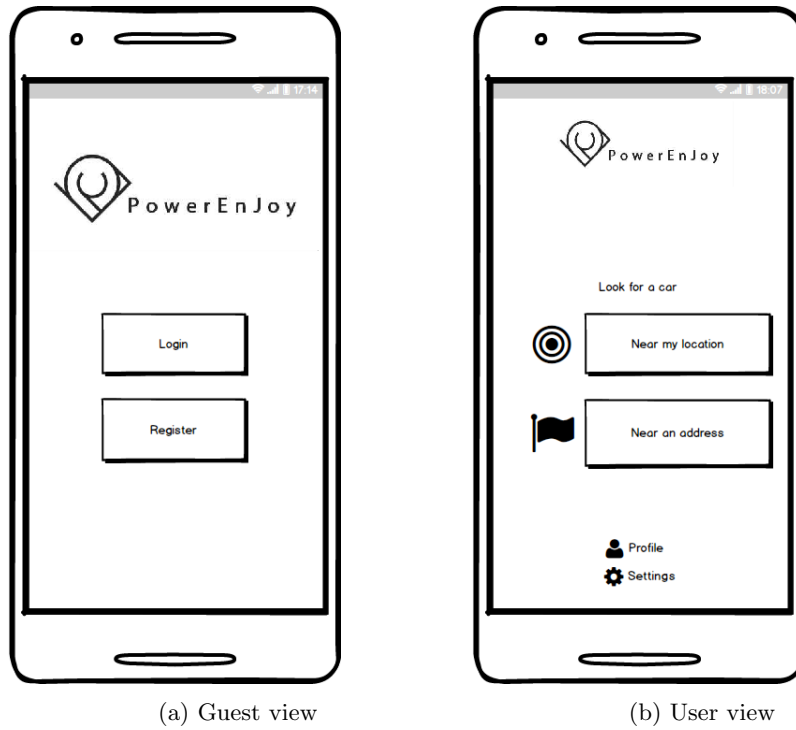 17:14
PowerEnJoy
Login
Register
(a) Guest view
18:07
PowerEnJoy
Look for a car
Near my location
Near an address
Profile
Settings
(b) User view